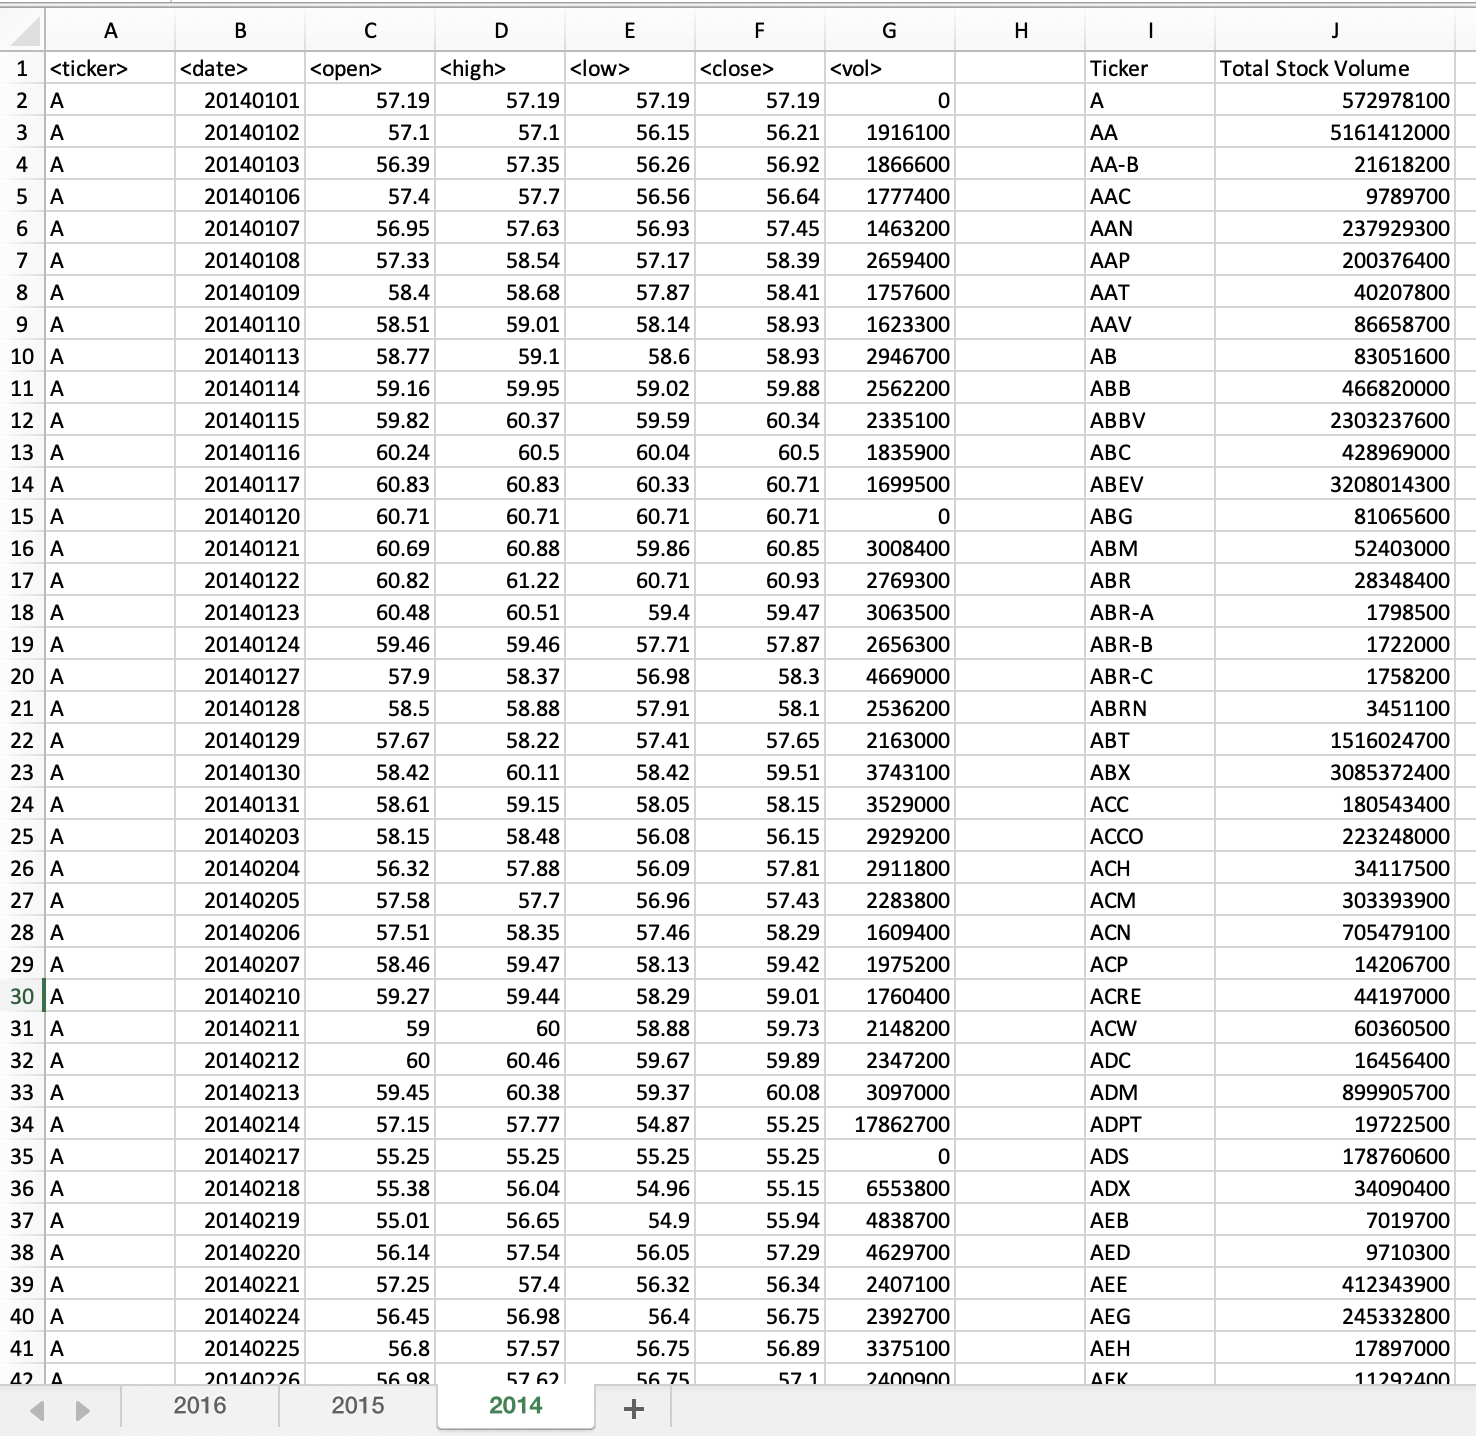 A B C D E F G H I J
1 <ticker> <date> <open> <high> <low> <close> <vol> Ticker Total Stock Volume
2 A 20140101 57.19 57.19 57.19 57.19 0 A 572978100
3 A 20140102 57.1 57.1 56.15 56.21 1916100 AA 5161412000
4 A 20140103 56.39 57.35 56.26 56.92 1866600 AA-B 21618200
5 A 20140106 57.4 57.7 56.56 56.64 1777400 AAC 9789700
6 A 20140107 56.95 57.63 56.93 57.45 1463200 AAN 237929300
7 A 20140108 57.33 58.54 57.17 58.39 2659400 AAP 200376400
8 A 20140109 58.4 58.68 57.87 58.41 1757600 AAT 40207800
9 A 20140110 58.51 59.01 58.14 58.93 1623300 AAV 86658700
10 A 20140113 58.77 59.1 58.6 58.93 2946700 AB 83051600
11 A 20140114 59.16 59.95 59.02 59.88 2562200 ABB 466820000
12 A 20140115 59.82 60.37 59.59 60.34 2335100 ABBV 2303237600
13 A 20140116 60.24 60.5 60.04 60.5 1835900 ABC 428969000
14 A 20140117 60.83 60.83 60.33 60.71 1699500 ABEV 3208014300
15 A 20140120 60.71 60.71 60.71 60.71 0 ABG 81065600
16 A 20140121 60.69 60.88 59.86 60.85 3008400 ABM 52403000
17 A 20140122 60.82 61.22 60.71 60.93 2769300 ABR 28348400
18 A 20140123 60.48 60.51 59.4 59.47 3063500 ABR-A 1798500
19 A 20140124 59.46 59.46 57.71 57.87 2656300 ABR-B 1722000
20 A 20140127 57.9 58.37 56.98 58.3 4669000 ABR-C 1758200
21 A 20140128 58.5 58.88 57.91 58.1 2536200 ABRN 3451100
22 A 20140129 57.67 58.22 57.41 57.65 2163000 ABT 1516024700
23 A 20140130 58.42 60.11 58.42 59.51 3743100 ABX 3085372400
24 A 20140131 58.61 59.15 58.05 58.15 3529000 ACC 180543400
25 A 20140203 58.15 58.48 56.08 56.15 2929200 ACCO 223248000
26 A 20140204 56.32 57.88 56.09 57.81 2911800 ACH 34117500
27 A 20140205 57.58 57.7 56.96 57.43 2283800 ACM 303393900
28 A 20140206 57.51 58.35 57.46 58.29 1609400 ACN 705479100
29 A 20140207 58.46 59.47 58.13 59.42 1975200 ACP 14206700
30 A 20140210 59.27 59.44 58.29 59.01 1760400 ACRE 44197000
31 A 20140211 59 60 58.88 59.73 2148200 ACW 60360500
32 A 20140212 60 60.46 59.67 59.89 2347200 ADC 16456400
33 A 20140213 59.45 60.38 59.37 60.08 3097000 ADM 899905700
34 A 20140214 57.15 57.77 54.87 55.25 17862700 ADPT 19722500
35 A 20140217 55.25 55.25 55.25 55.25 0 ADS 178760600
36 A 20140218 55.38 56.04 54.96 55.15 6553800 ADX 34090400
37 A 20140219 55.01 56.65 54.9 55.94 4838700 AEB 7019700
38 A 20140220 56.14 57.54 56.05 57.29 4629700 AED 9710300
39 A 20140221 57.25 57.4 56.32 56.34 2407100 AEE 412343900
40 A 20140224 56.45 56.98 56.4 56.75 2392700 AEG 245332800
41 A 20140225 56.8 57.57 56.75 56.89 3375100 AEH 17897000
42 A 20140226 56.98 57.62 56.75 57.1 2400900 AEK 11292400
2016 2015 2014 +